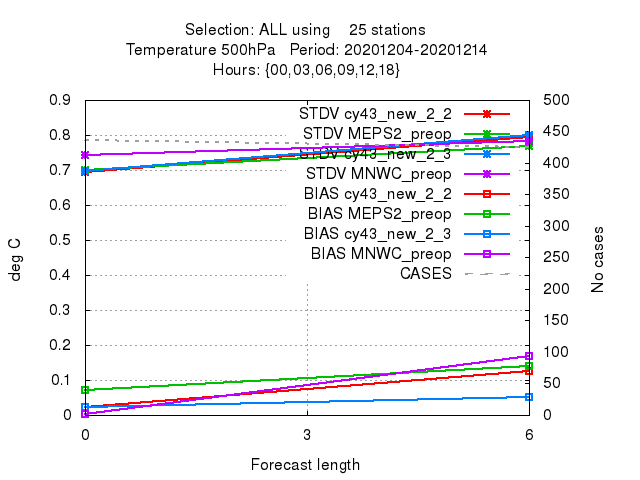 Selection: ALL using 25 stations
Temperature 500hPa Period: 20201204-20201214
Hours: {00,03,06,09,12,18}
STDV cy43_new_2_2
STDV MEPS2_preop
STDV cy43_new_2_3
STDV MNWC_preop
BIAS cy43_new_2_2
BIAS MEPS2_preop
BIAS cy43_new_2_3
BIAS MNWC_preop
CASES
deg C
0.9
0.8
0.7
0.6
0.5
0.4
0.3
0.2
0.1
0
No cases
500
450
400
350
300
250
200
150
100
50
0
0 3 6
Forecast length